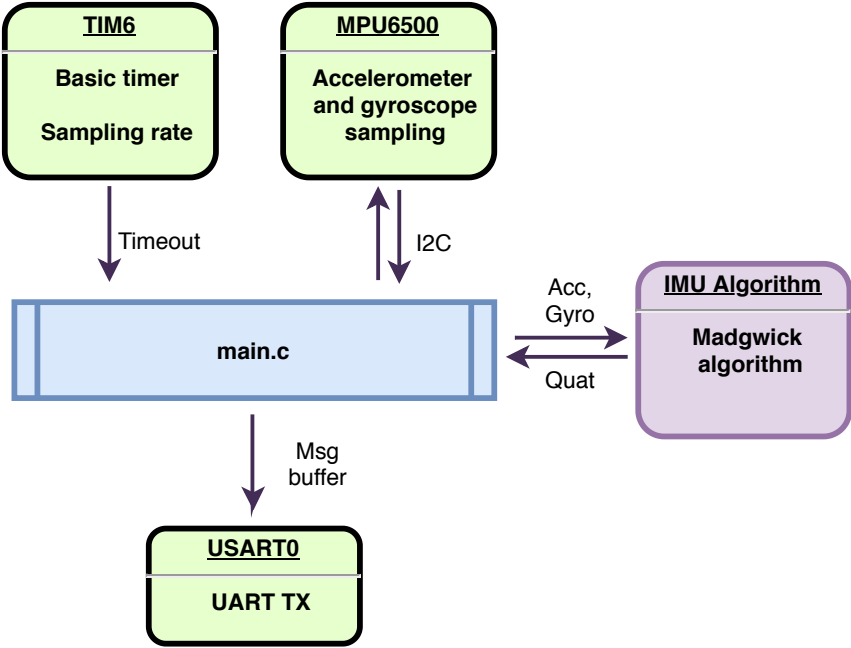 TIM6
Basic timer
Sampling rate
MPU6500
Accelerometer
and gyroscope
sampling
Timeout
I2C
main.c
Acc,
Gyro
Quat
IMU Algorithm
Madgwick
algorithm
Msg
buffer
USART0
UART TX